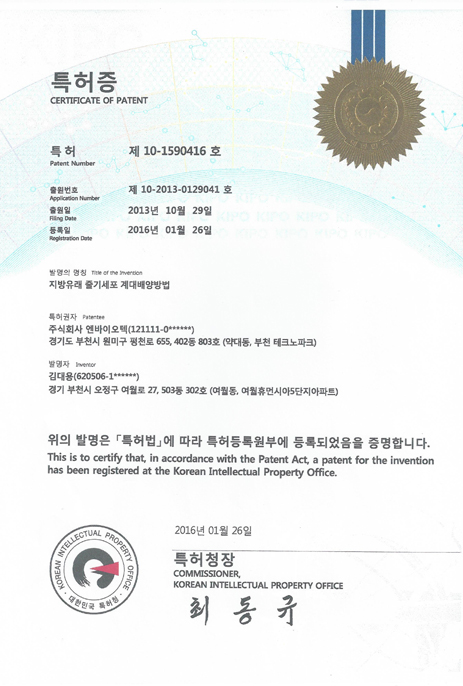 특허증
CERTIFICATE OF PATENT
특 허 제 10-1590416 호
Patent Number
출원번호 제 10-2013-0129041 호
Application Number
출원일 2013년 10월 29일
Filing Date
등록일 2016년 01월 26일
Registration Date
발명의 명칭 Title of the Invention
지방유래 줄기세포 계대배양방법
특허권자 Patentee
주식회사 엔바이오텍(121111-0******)
경기도 부천시 원미구 평천로 655, 402동 803호 (약대동, 부천 테크노파크)
발명자 Inventor
김대용(620506-1******)
경기 부천시 오정구 여월로 27, 503동 302호 (여월동, 여월휴먼시아5단지아파트)
위의 발명은 「특허법」에 따라 특허등록원부에 등록되었음을 증명합니다.
This is to certify that, in accordance with the Patent Act, a patent for the invention
has been registered at the Korean Intellectual Property Office.
2016년 01월 26일
특허청장
COMMISSIONER,
KOREAN INTELLECTUAL PROPERTY OFFICE
최동규
KOREAN INTELLECTUAL PROPERTY OFFICE
대한민국 특허청